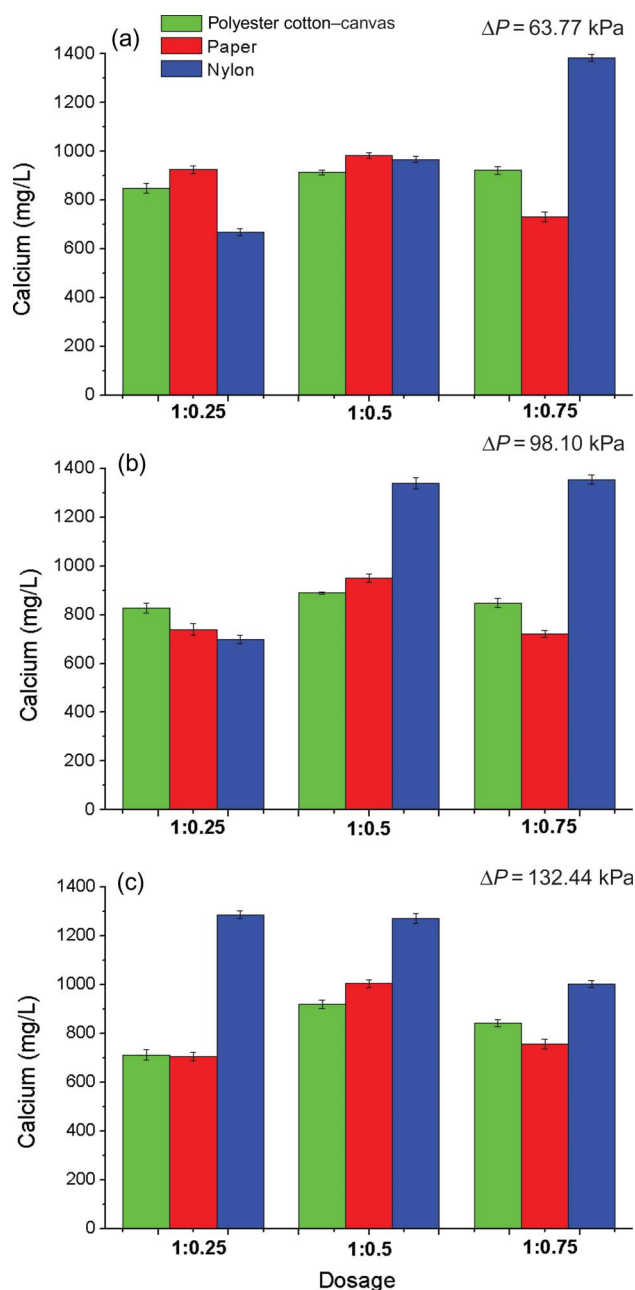 (a)
Polyester cotton–canvas
Paper
Nylon
ΔP = 63.77 kPa
1400
1200
1000
800
600
400
200
0
Calcium (mg/L)
1:0.25 1:0.5 1:0.75
(b)
ΔP = 98.10 kPa
1400
1200
1000
800
600
400
200
0
Calcium (mg/L)
1:0.25 1:0.5 1:0.75
(c)
ΔP = 132.44 kPa
1400
1200
1000
800
600
400
200
0
Calcium (mg/L)
1:0.25 1:0.5 1:0.75
Dosage